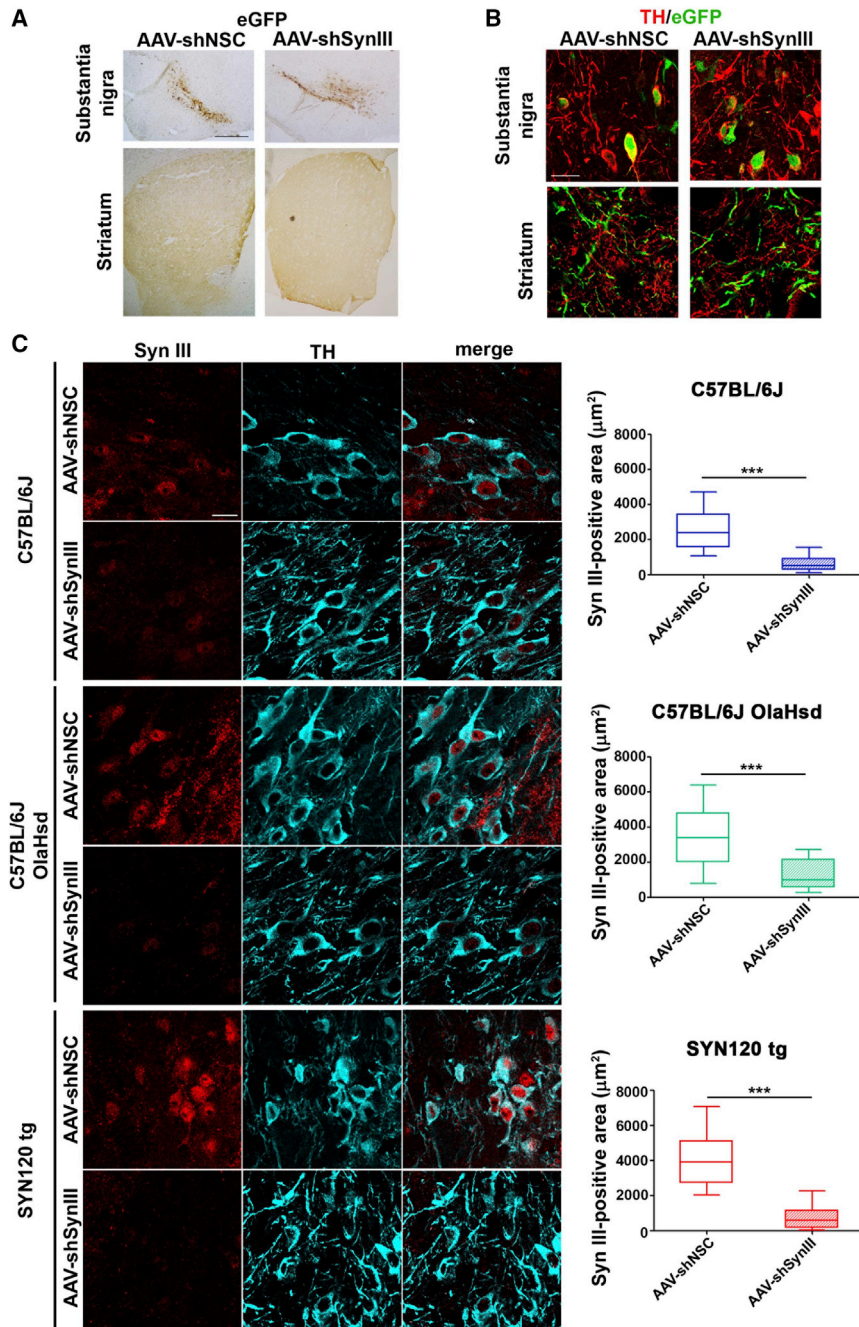 A
eGFP
AAV-shNSC AAV-shSynIII
Substantia
nigra
Striatum
B
TH/eGFP
AAV-shNSC AAV-shSynIII
Substantia
nigra
Striatum
C
Syn III TH merge
C57BL/6J
AAV-shNSC
AAV-shSynIII
C57BL/6J
OlaHsd
AAV-shNSC
AAV-shSynIII
SYN120 tg
AAV-shNSC
AAV-shSynIII
C57BL/6J
Syn III-positive area (μm²)
8000
6000
4000
2000
0
***
AAV-shNSC
AAV-shSynIII
C57BL/6J OlaHsd
Syn III-positive area (μm²)
8000
6000
4000
2000
0
***
AAV-shNSC
AAV-shSynIII
SYN120 tg
Syn III-positive area (μm²)
8000
6000
4000
2000
0
***
AAV-shNSC
AAV-shSynIII